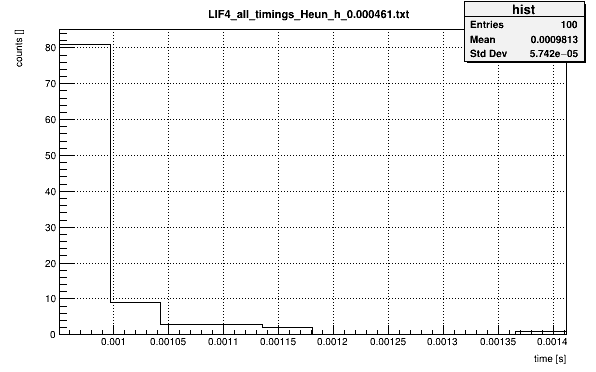 LIF4_all_timings_Heun_h_0.000461.txt
hist
Entries 100
Mean 0.0009813
Std Dev 5.742e−05
counts []
80
70
60
50
40
30
20
10
0
0.001 0.00105 0.0011 0.00115 0.0012 0.00125 0.0013 0.00135 0.0014
time [s]